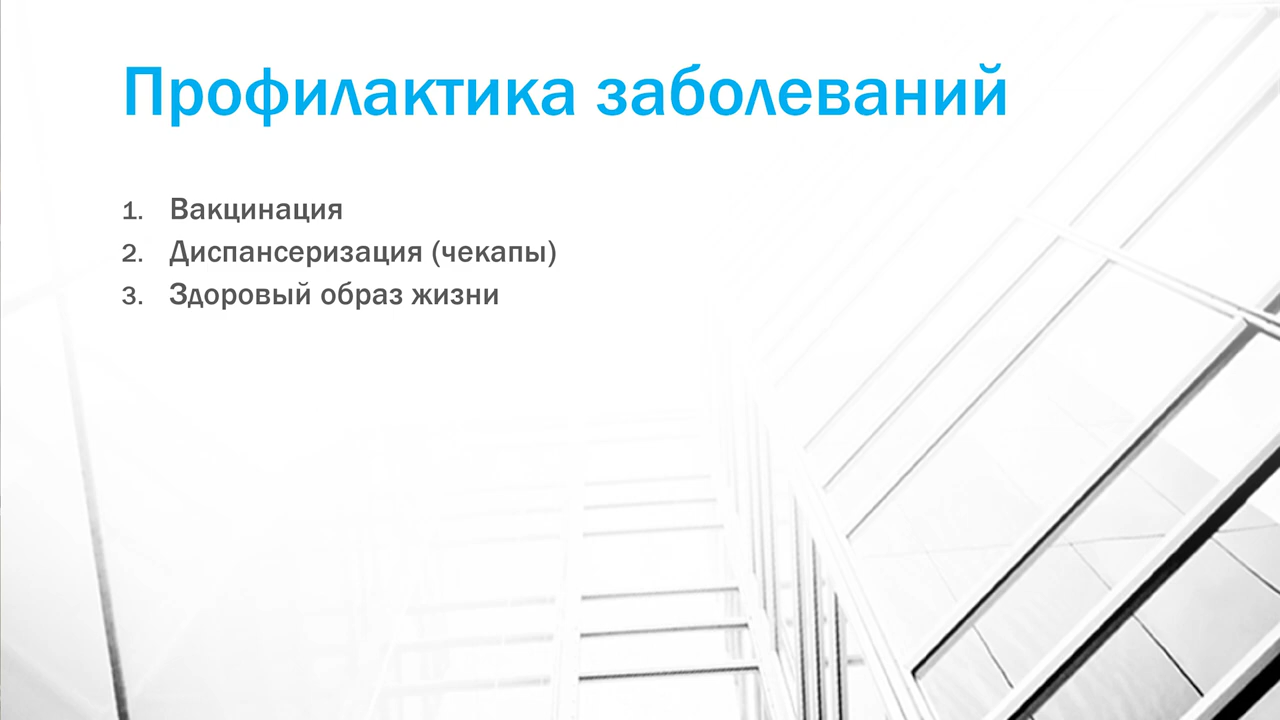 Профилактика заболеваний
1. Вакцинация
2. Диспансеризация (чекапы)
3. Здоровый образ жизни